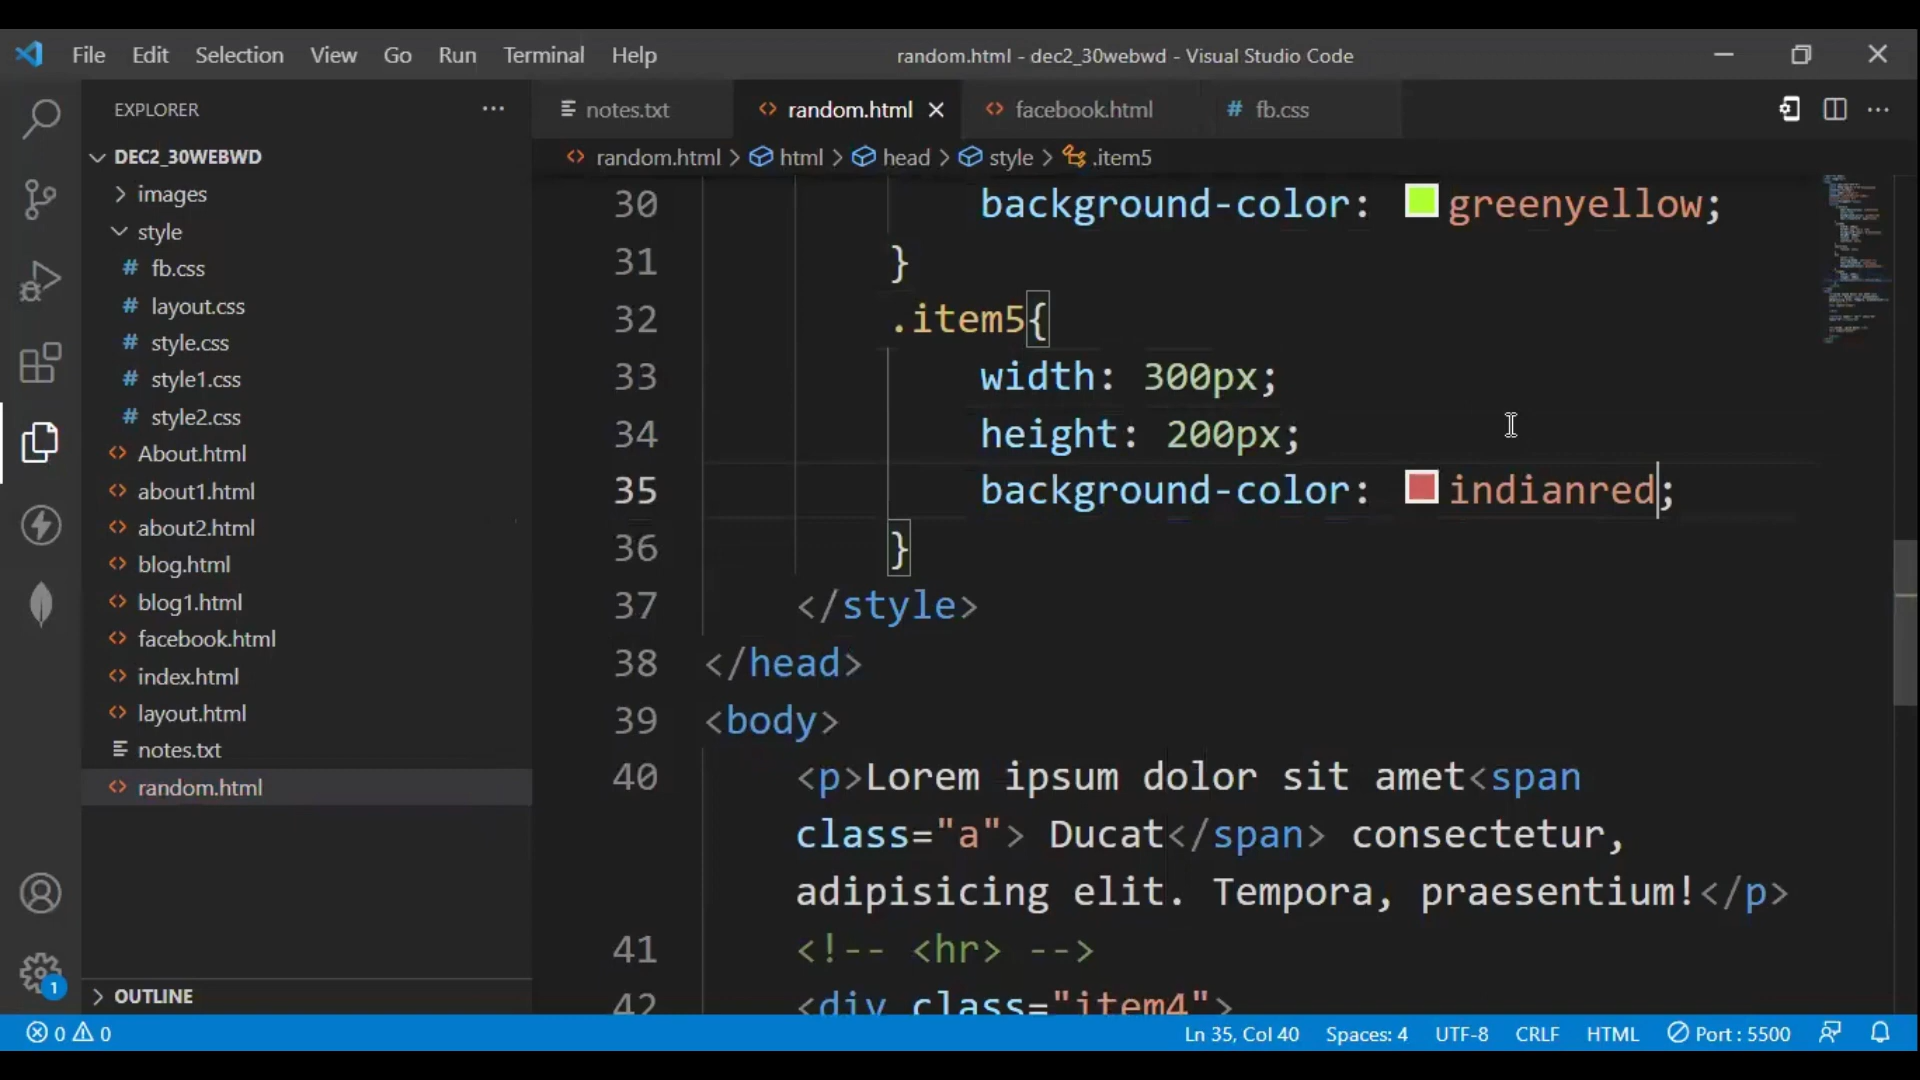 File Edit Selection View Go Run Terminal Help random.html - dec2_30webwd - Visual Studio Code
EXPLORER
DEC2_30WEBWD
images
style
fb.css
layout.css
style.css
style1.css
style2.css
About.html
about1.html
about2.html
blog.html
blog1.html
facebook.html
index.html
layout.html
notes.txt
random.html
OUTLINE
notes.txt random.html facebook.html fb.css
random.html > html > head > style > .item5
30 background-color: greenyellow;
31 }
32 .item5{
33 width: 300px;
34 height: 200px;
35 background-color: indianred;
36 }
37 </style>
38 </head>
39 <body>
40 <p>Lorem ipsum dolor sit amet<span
class="a"> Ducat</span> consectetur,
adipisicing elit. Tempora, praesentium!</p>
41 <!-- <hr> -->
42 <div class="item4">
1
0 0 Ln 35, Col 40 Spaces: 4 UTF-8 CRLF HTML Port : 5500